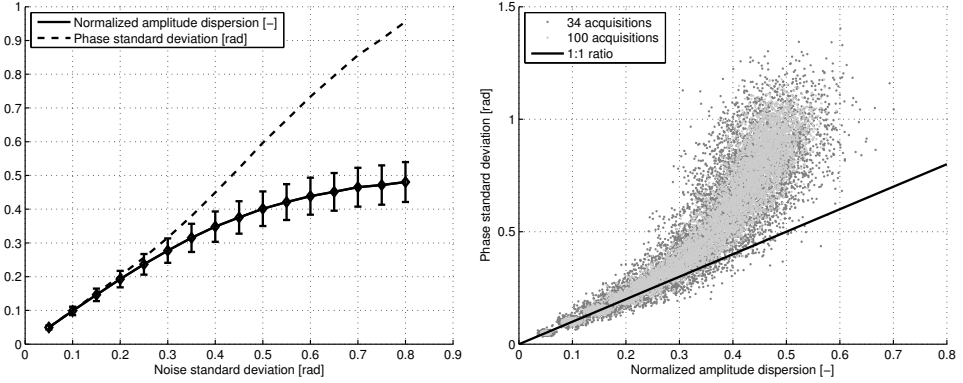 Normalized amplitude dispersion [−]
Phase standard deviation [rad]
1
0.9
0.8
0.7
0.6
0.5
0.4
0.3
0.2
0.1
0
0 0.1 0.2 0.3 0.4 0.5 0.6 0.7 0.8 0.9
Noise standard deviation [rad]
34 acquisitions
100 acquisitions
1:1 ratio
Phase standard deviation [rad]
1.5
1
0.5
0
0 0.1 0.2 0.3 0.4 0.5 0.6 0.7 0.8
Normalized amplitude dispersion [−]